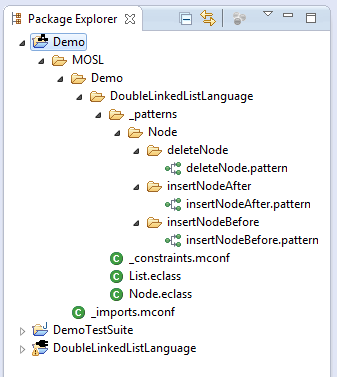 Package Explorer
Demo
MOSL
Demo
DoubleLinkedListLanguage
_patterns
Node
deleteNode
deleteNode.pattern
insertNodeAfter
insertNodeAfter.pattern
insertNodeBefore
insertNodeBefore.pattern
_constraints.mconf
List.eclass
Node.eclass
_imports.mconf
DemoTestSuite
DoubleLinkedListLanguage